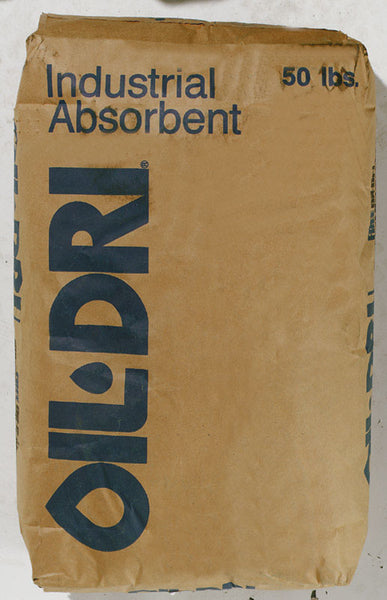 Industrial
Absorbent
50 lbs.
OIL·DRI®